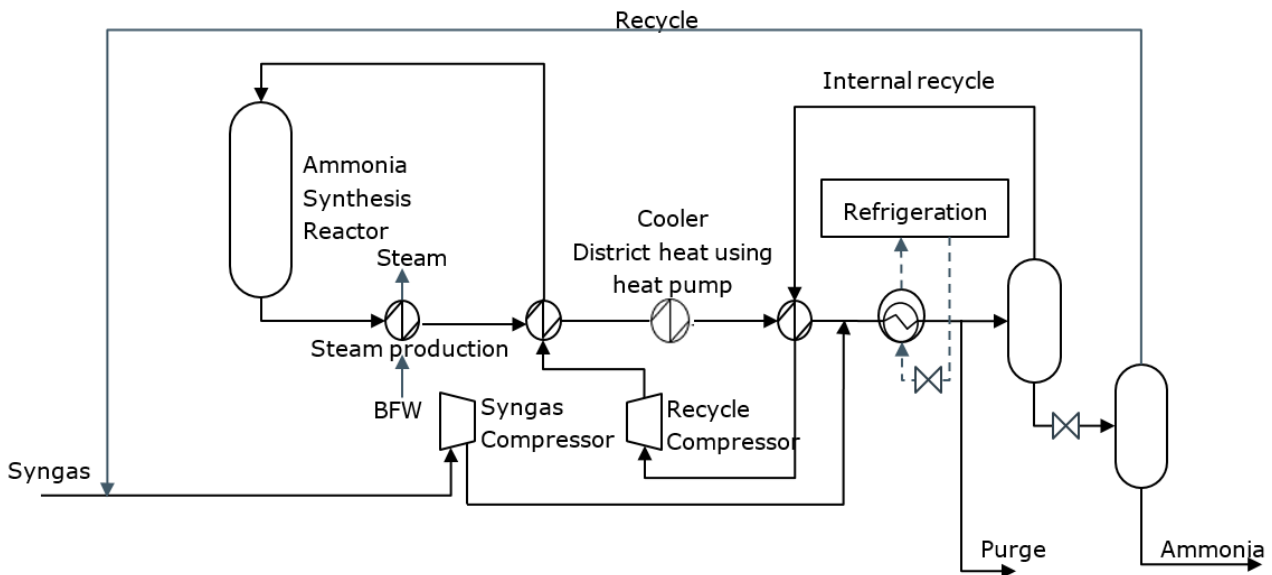 Recycle
Internal recycle
Ammonia
Synthesis
Reactor
Refrigeration
Cooler
District heat using
heat pump
Steam
Steam production
BFW
Syngas
Compressor
Recycle
Compressor
Syngas
Purge
Ammonia